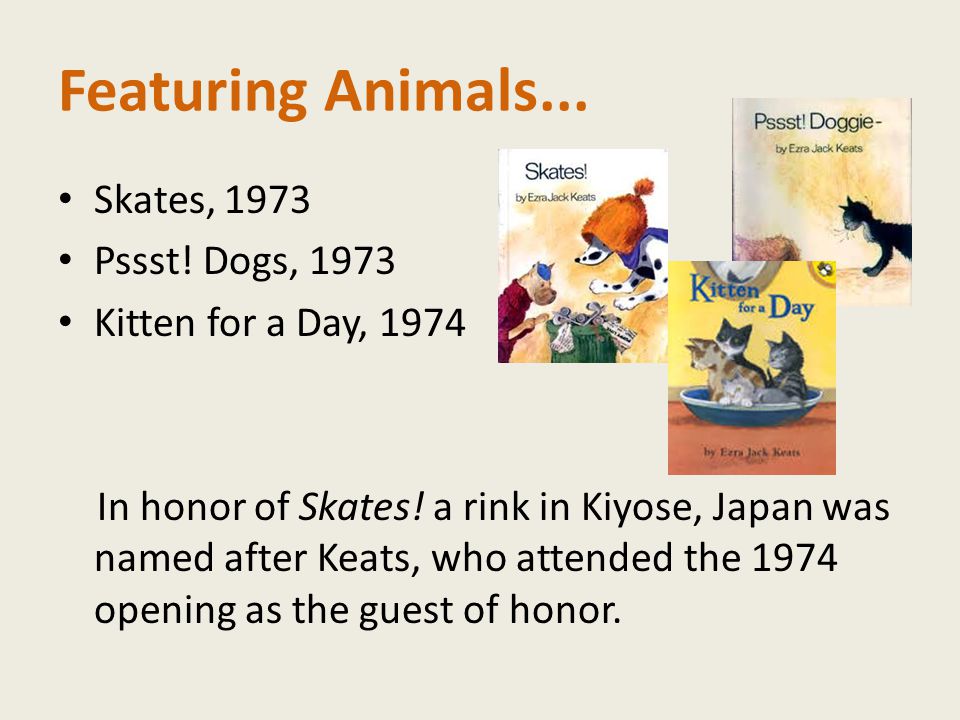 Featuring Animals...
• Skates, 1973
• Pssst! Dogs, 1973
• Kitten for a Day, 1974
Skates!
by Ezra Jack Keats
Pssst! Doggie-
by Ezra Jack Keats
Kitten
for a Day
by Ezra Jack Keats
In honor of Skates! a rink in Kiyose, Japan was
named after Keats, who attended the 1974
opening as the guest of honor.